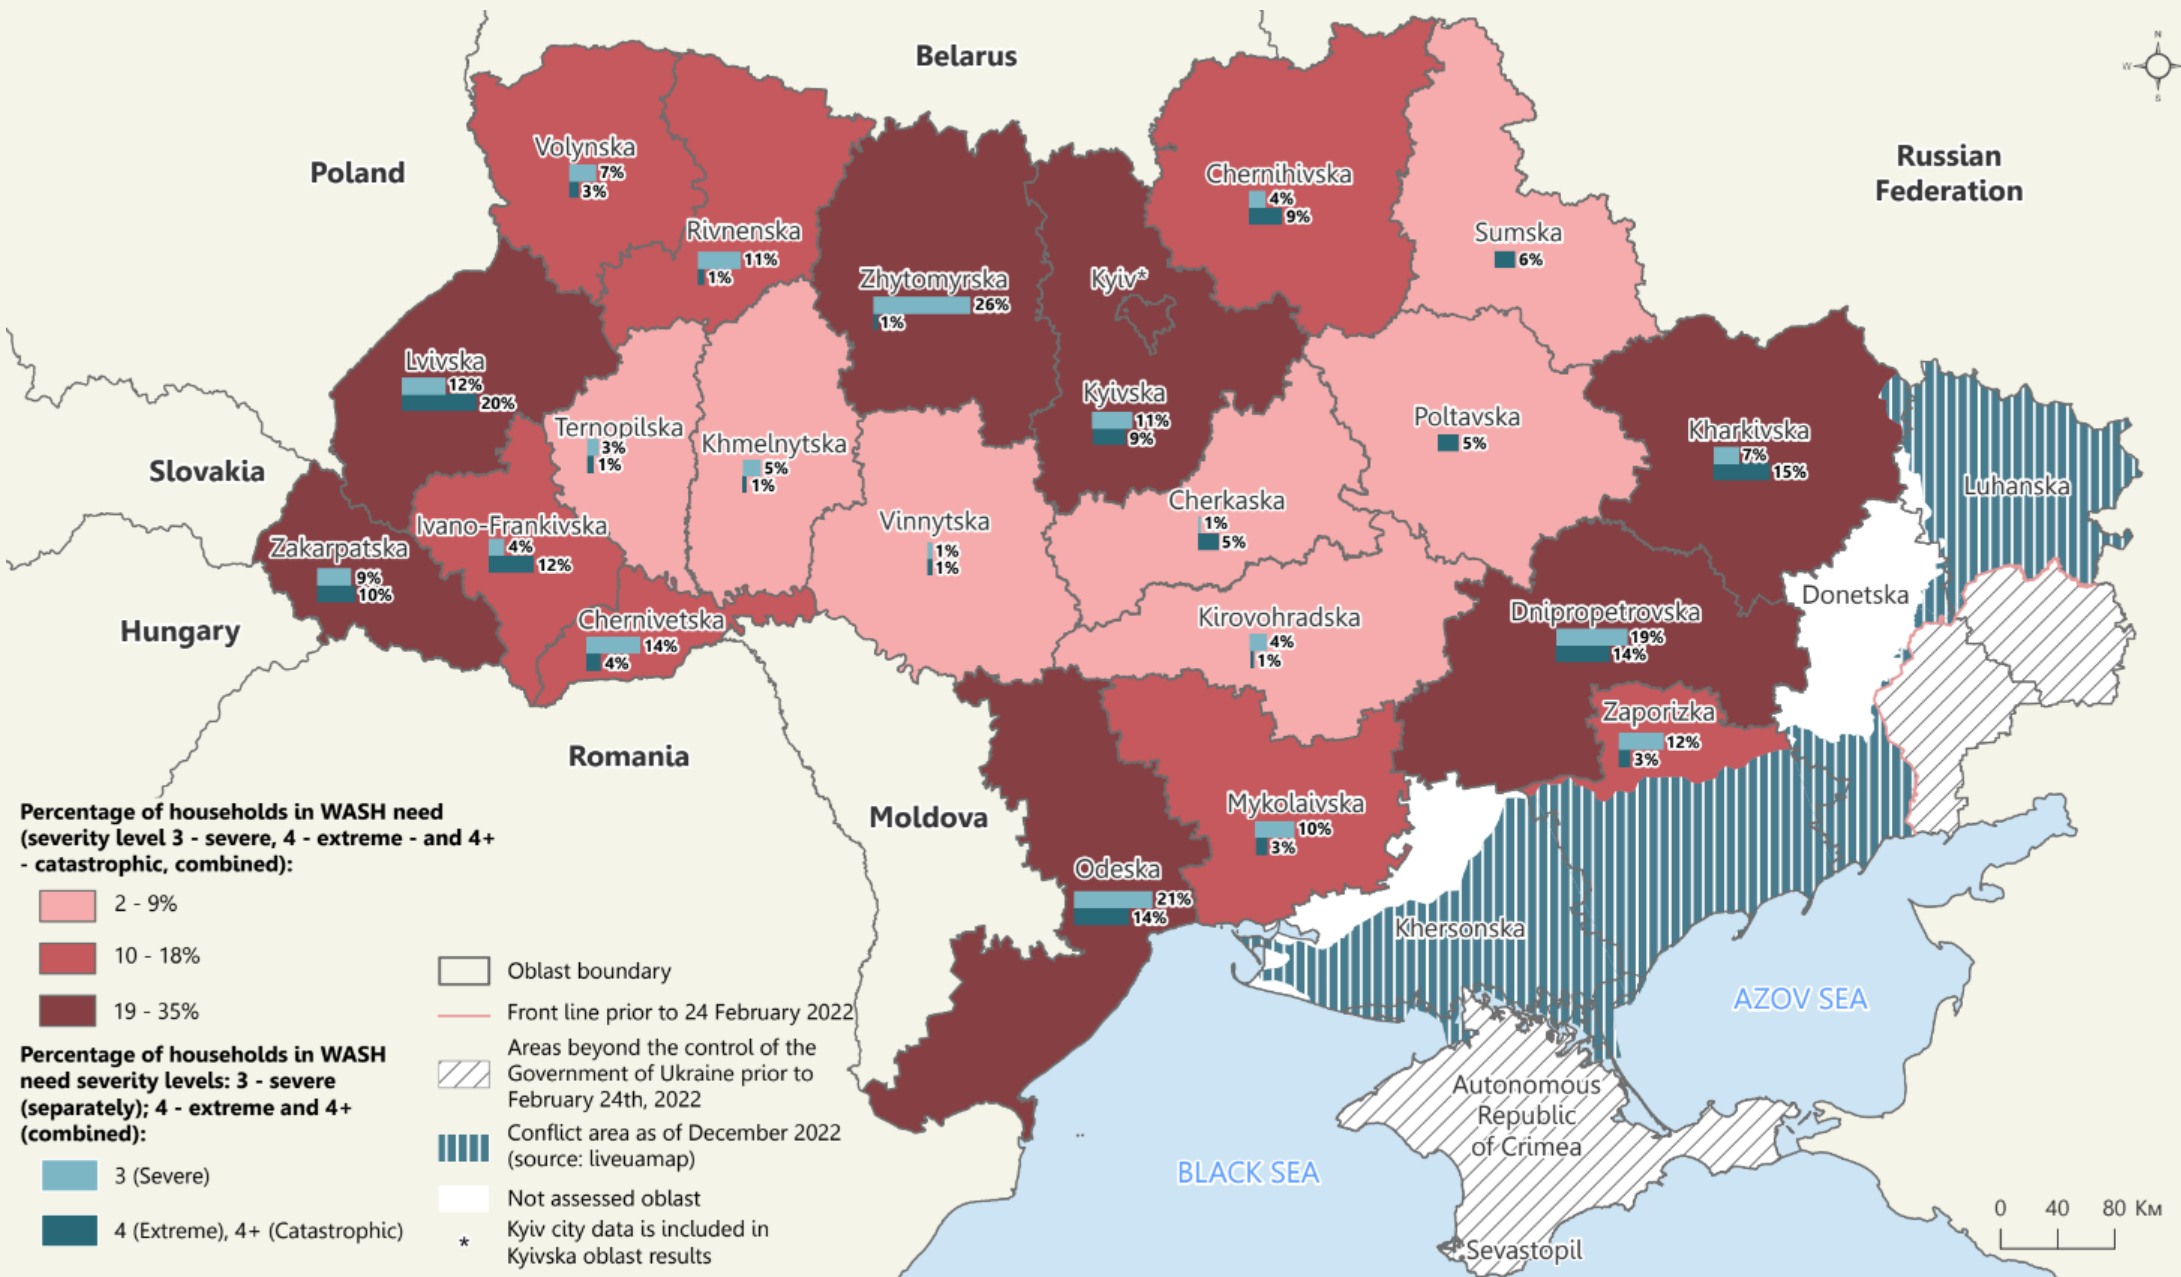 Belarus
N
W
S
Poland
Russian
Federation
Volynska
7%
3%
Rivnenska
11%
1%
Zhytomyrska
26%
1%
Kyiv*
Chernihivska
4%
9%
Sumska
6%
Lvivska
12%
20%
Ternopilska
3%
1%
Khmelnytska
5%
1%
Kyivska
11%
9%
Poltavska
5%
Kharkivska
7%
15%
Luhanska
Slovakia
Zakarpatska
9%
10%
Ivano-Frankivska
4%
12%
Vinnytska
1%
1%
Cherkaska
1%
5%
Donetska
Hungary
Chernivetska
14%
4%
Kirovohradska
4%
1%
Dnipropetrovska
19%
14%
Zaporizka
12%
3%
Romania
Moldova
Mykolaivska
10%
3%
Odeska
21%
14%
Khersonska
AZOV SEA
Autonomous
Republic
of Crimea
BLACK SEA
Sevastopil
Percentage of households in WASH need
(severity level 3 - severe, 4 - extreme - and 4+
- catastrophic, combined):
2 - 9%
10 - 18%
19 - 35%
Percentage of households in WASH
need severity levels: 3 - severe
(separately); 4 - extreme and 4+
(combined):
3 (Severe)
4 (Extreme), 4+ (Catastrophic)
Oblast boundary
Front line prior to 24 February 2022
Areas beyond the control of the
Government of Ukraine prior to
February 24th, 2022
Conflict area as of December 2022
(source: liveuamap)
Not assessed oblast
* Kyiv city data is included in
Kyivska oblast results
0 40 80 Км